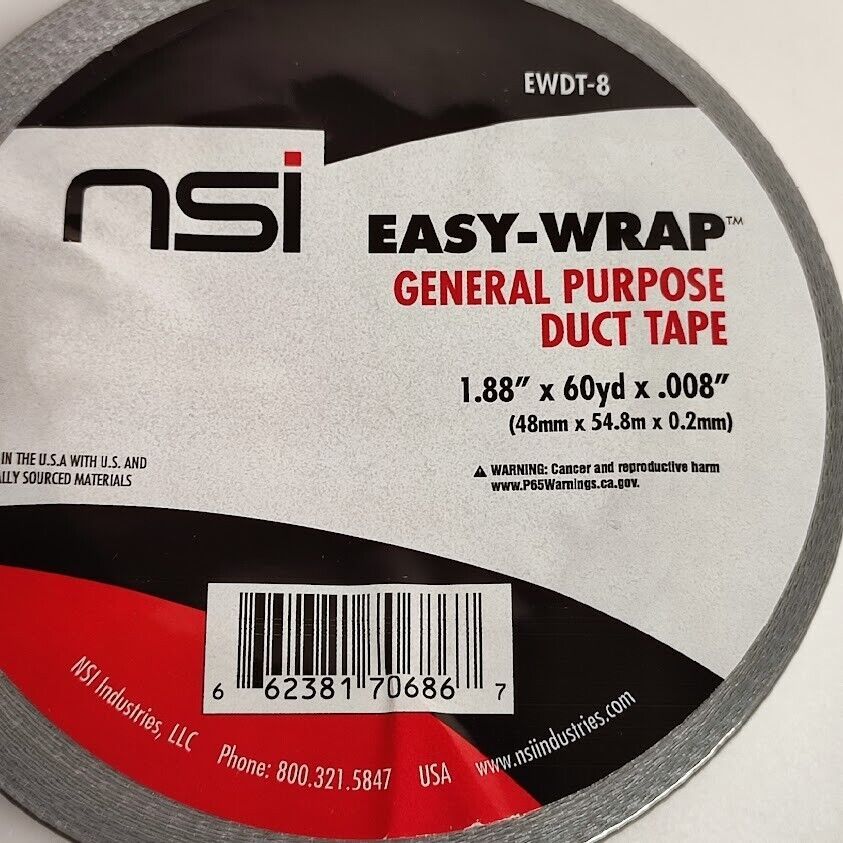 EWDT-8
nsi
EASY-WRAP™
GENERAL PURPOSE
DUCT TAPE
1.88" x 60yd x .008"
(48mm x 54.8m x 0.2mm)
IN THE U.S.A WITH U.S. AND
SOURCED MATERIALS
⚠ WARNING: Cancer and reproductive harm
www.P65Warnings.ca.gov.
6 62381 70686 7
NSI Industries, LLC Phone: 800.321.5847 USA www.nsiindustries.com